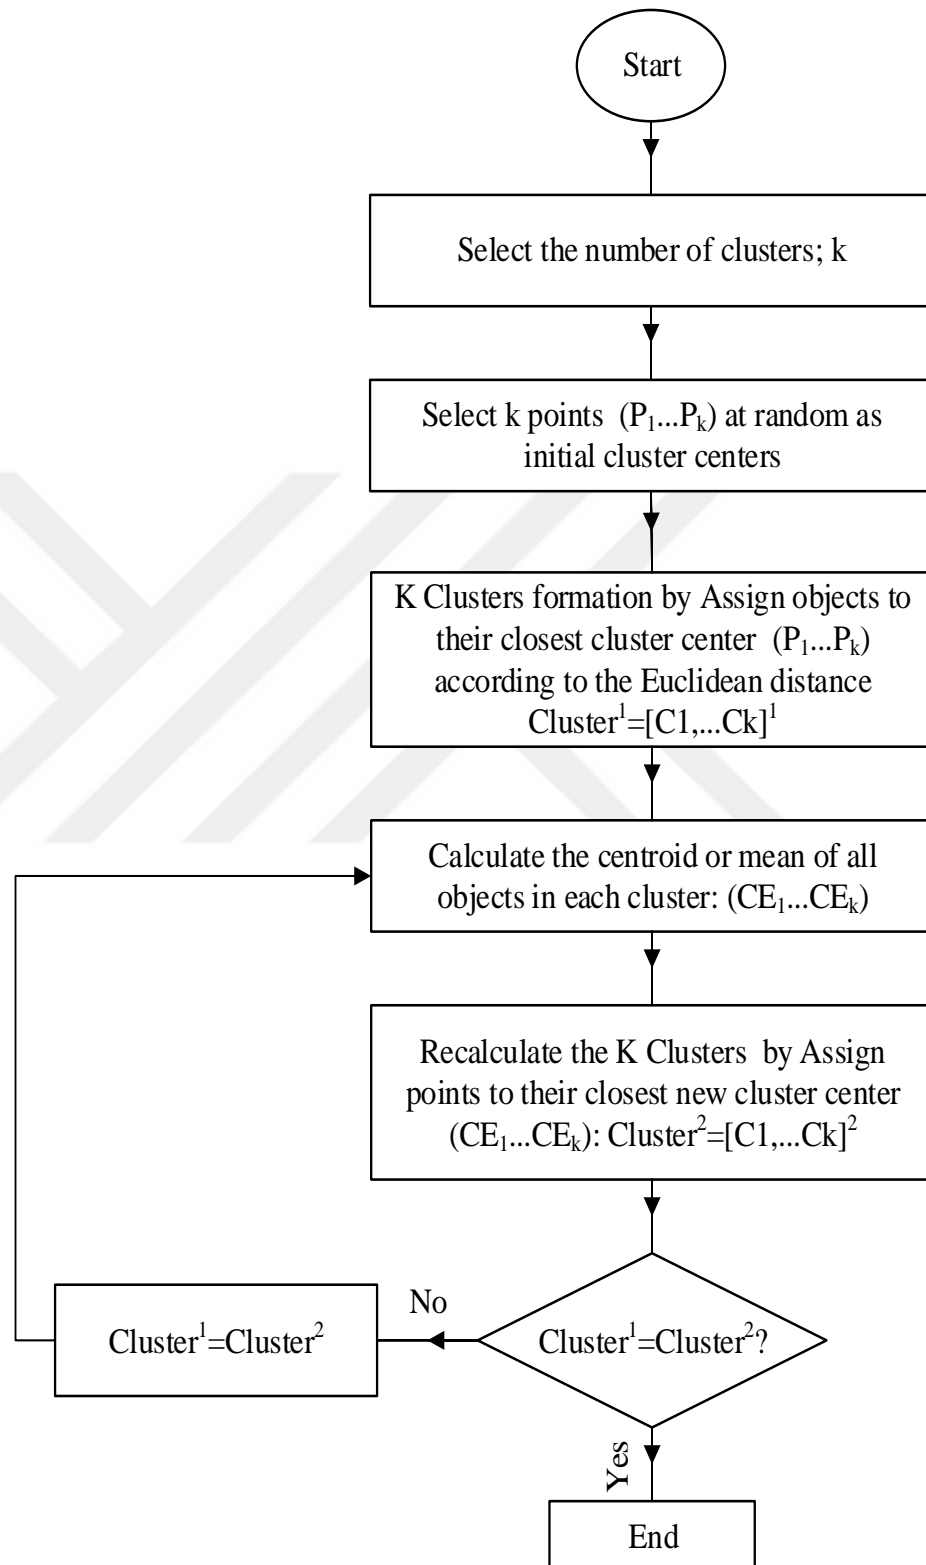 Start
Select the number of clusters; k
Select k points (P₁...Pₖ) at random as
initial cluster centers
K Clusters formation by Assign objects to
their closest cluster center (P₁...Pₖ)
according to the Euclidean distance
Cluster¹=[C1,...Ck]¹
Calculate the centroid or mean of all
objects in each cluster: (CE₁...CEₖ)
Recalculate the K Clusters by Assign
points to their closest new cluster center
(CE₁...CEₖ): Cluster²=[C1,...Ck]²
Cluster¹=Cluster²?
No
Cluster¹=Cluster²
Yes
End